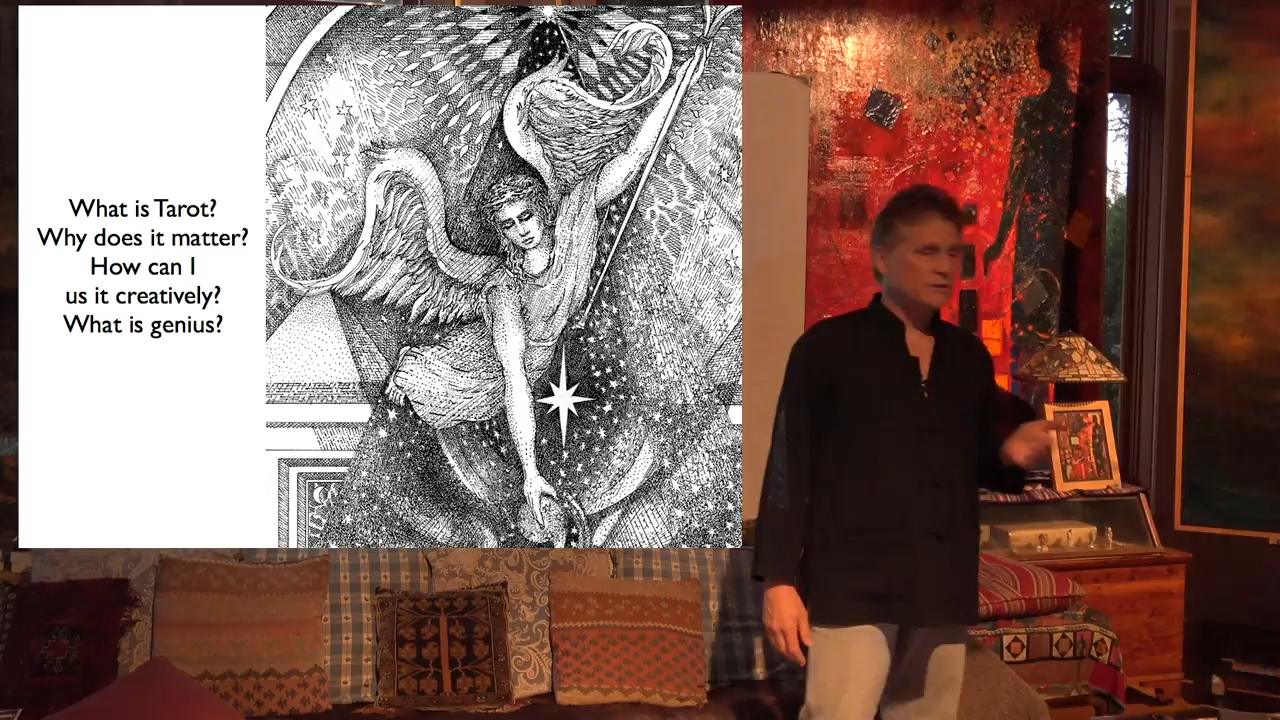 What is Tarot?
Why does it matter?
How can I
us it creatively?
What is genius?